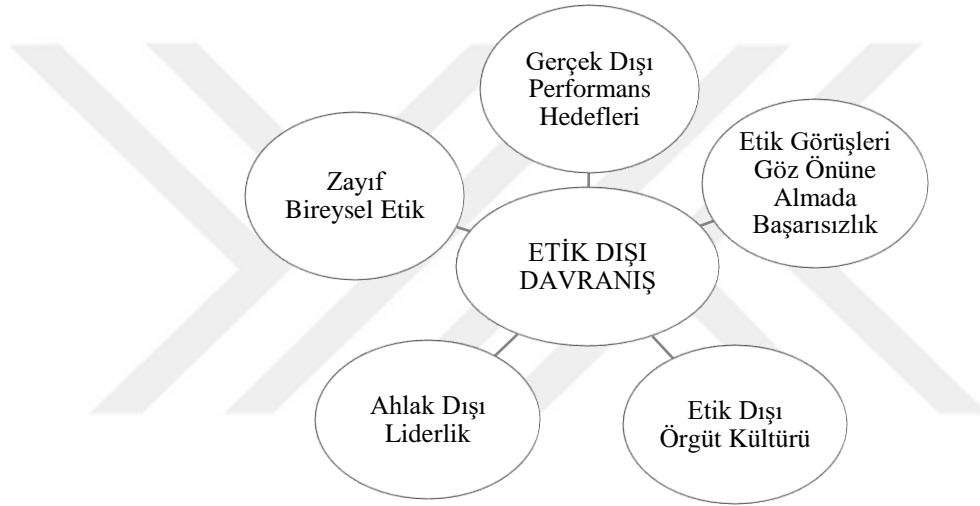 Gerçek Dışı
Performans
Hedefleri
Etik Görüşleri
Göz Önüne
Almada
Başarısızlık
Zayıf
Bireysel Etik
ETİK DIŞI
DAVRANIŞ
Ahlak Dışı
Liderlik
Etik Dışı
Örgüt Kültürü